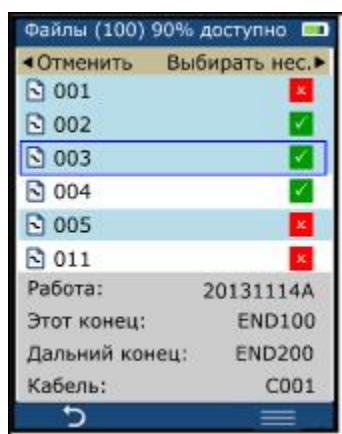 Файлы (100) 90% доступно
◄Отменить Выбирать нес.►
001
002
003
004
005
011
Работа: 20131114A
Этот конец: END100
Дальний конец: END200
Кабель: C001